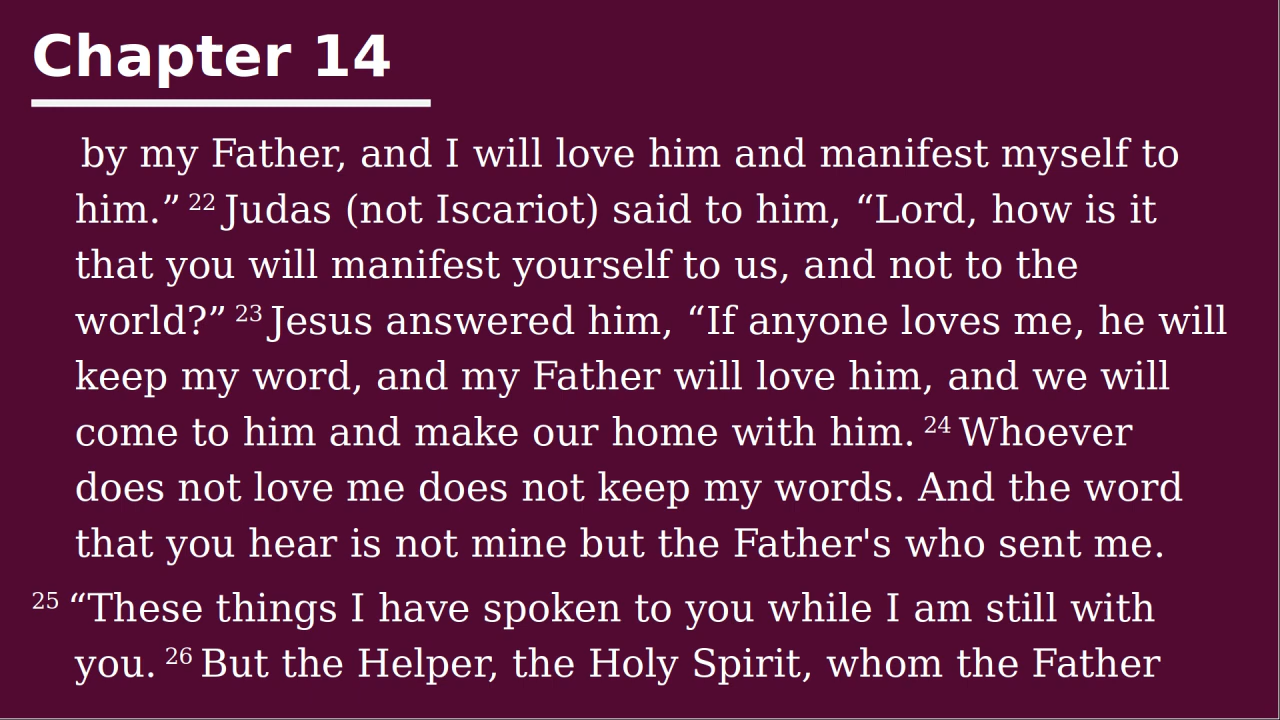 Chapter 14
by my Father, and I will love him and manifest myself to
him.” 22 Judas (not Iscariot) said to him, “Lord, how is it
that you will manifest yourself to us, and not to the
world?” 23 Jesus answered him, “If anyone loves me, he will
keep my word, and my Father will love him, and we will
come to him and make our home with him. 24 Whoever
does not love me does not keep my words. And the word
that you hear is not mine but the Father's who sent me.
25 “These things I have spoken to you while I am still with
you. 26 But the Helper, the Holy Spirit, whom the Father